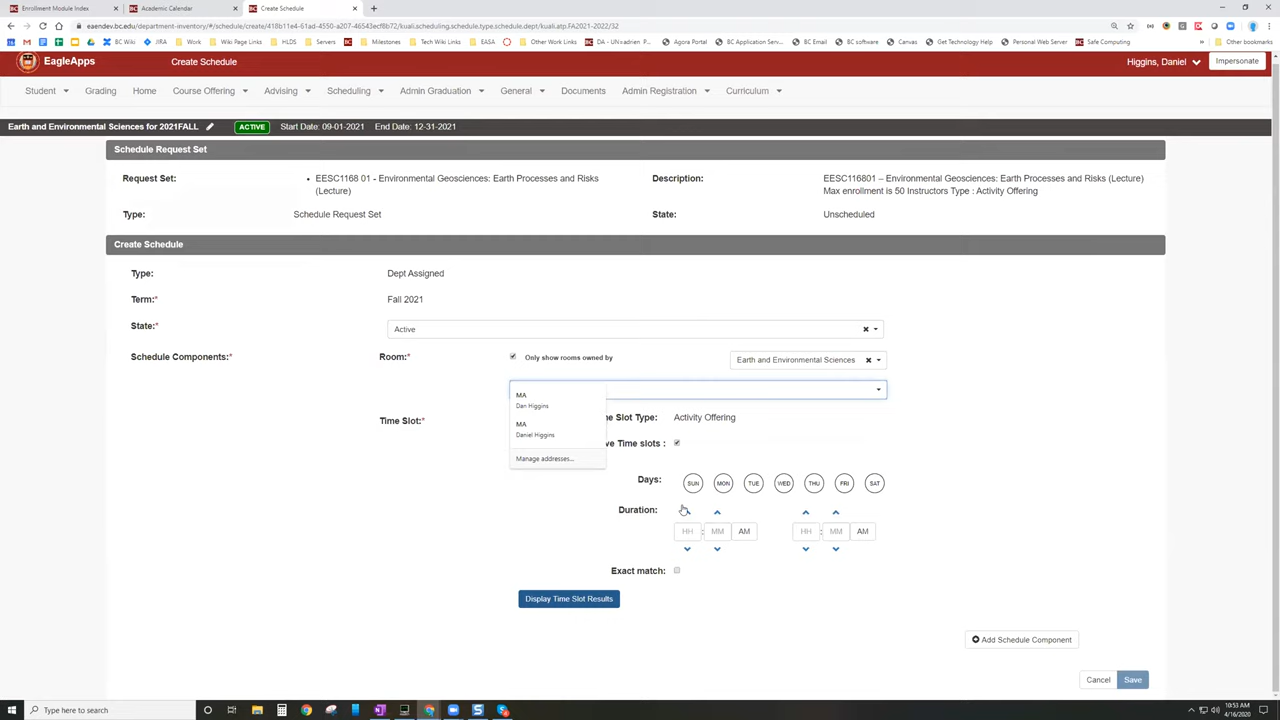 Enrollment Module Index
Academic Calendar
Create Schedule
eaendev.bc.edu/department-inventory/#/schedule/create/418b11e4-61ad-4550-a207-46543ecf8b72/kuali.scheduling.schedule.type.schedule.dept/kuali.atp.FA2021-2022/32
BC Wiki JIRA Work Wiki Page Links HLDS Servers Milestones Tech Wiki Links EASA Other Work Links Agora Portal BC Application Serv... BC Email BC software Canvas Get Technology Help Personal Web Server Safe Computing » Other bookmarks
EagleApps Create Schedule Higgins, Daniel Impersonate
Student Grading Home Course Offering Advising Scheduling Admin Graduation General Documents Admin Registration Curriculum
Earth and Environmental Sciences for 2021FALL ACTIVE Start Date: 09-01-2021 End Date: 12-31-2021
Schedule Request Set
Request Set: • EESC1168 01 - Environmental Geosciences: Earth Processes and Risks
(Lecture)
Description: EESC116801 – Environmental Geosciences: Earth Processes and Risks (Lecture)
Max enrollment is 50 Instructors Type : Activity Offering
Type: Schedule Request Set State: Unscheduled
Create Schedule
Type: Dept Assigned
Term:* Fall 2021
State:* Active
Schedule Components:* Room:* Only show rooms owned by Earth and Environmental Sciences
MA
Dan Higgins
Time Slot:* ne Slot Type: Activity Offering
MA
Daniel Higgins
ve Time slots :
Manage addresses...
Days: SUN MON TUE WED THU FRI SAT
Duration:
HH : MM AM HH : MM AM
Exact match:
Display Time Slot Results
Add Schedule Component
Cancel Save
Type here to search
10:53 AM
4/16/2020